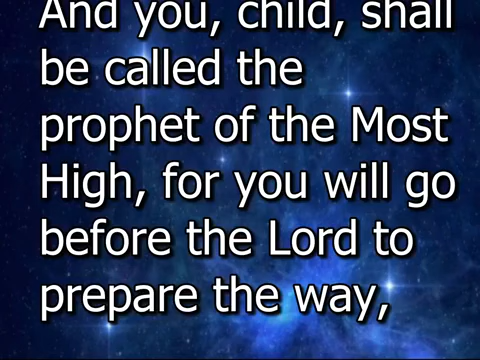 And you, child, shall
be called the
prophet of the Most
High, for you will go
before the Lord to
prepare the way,